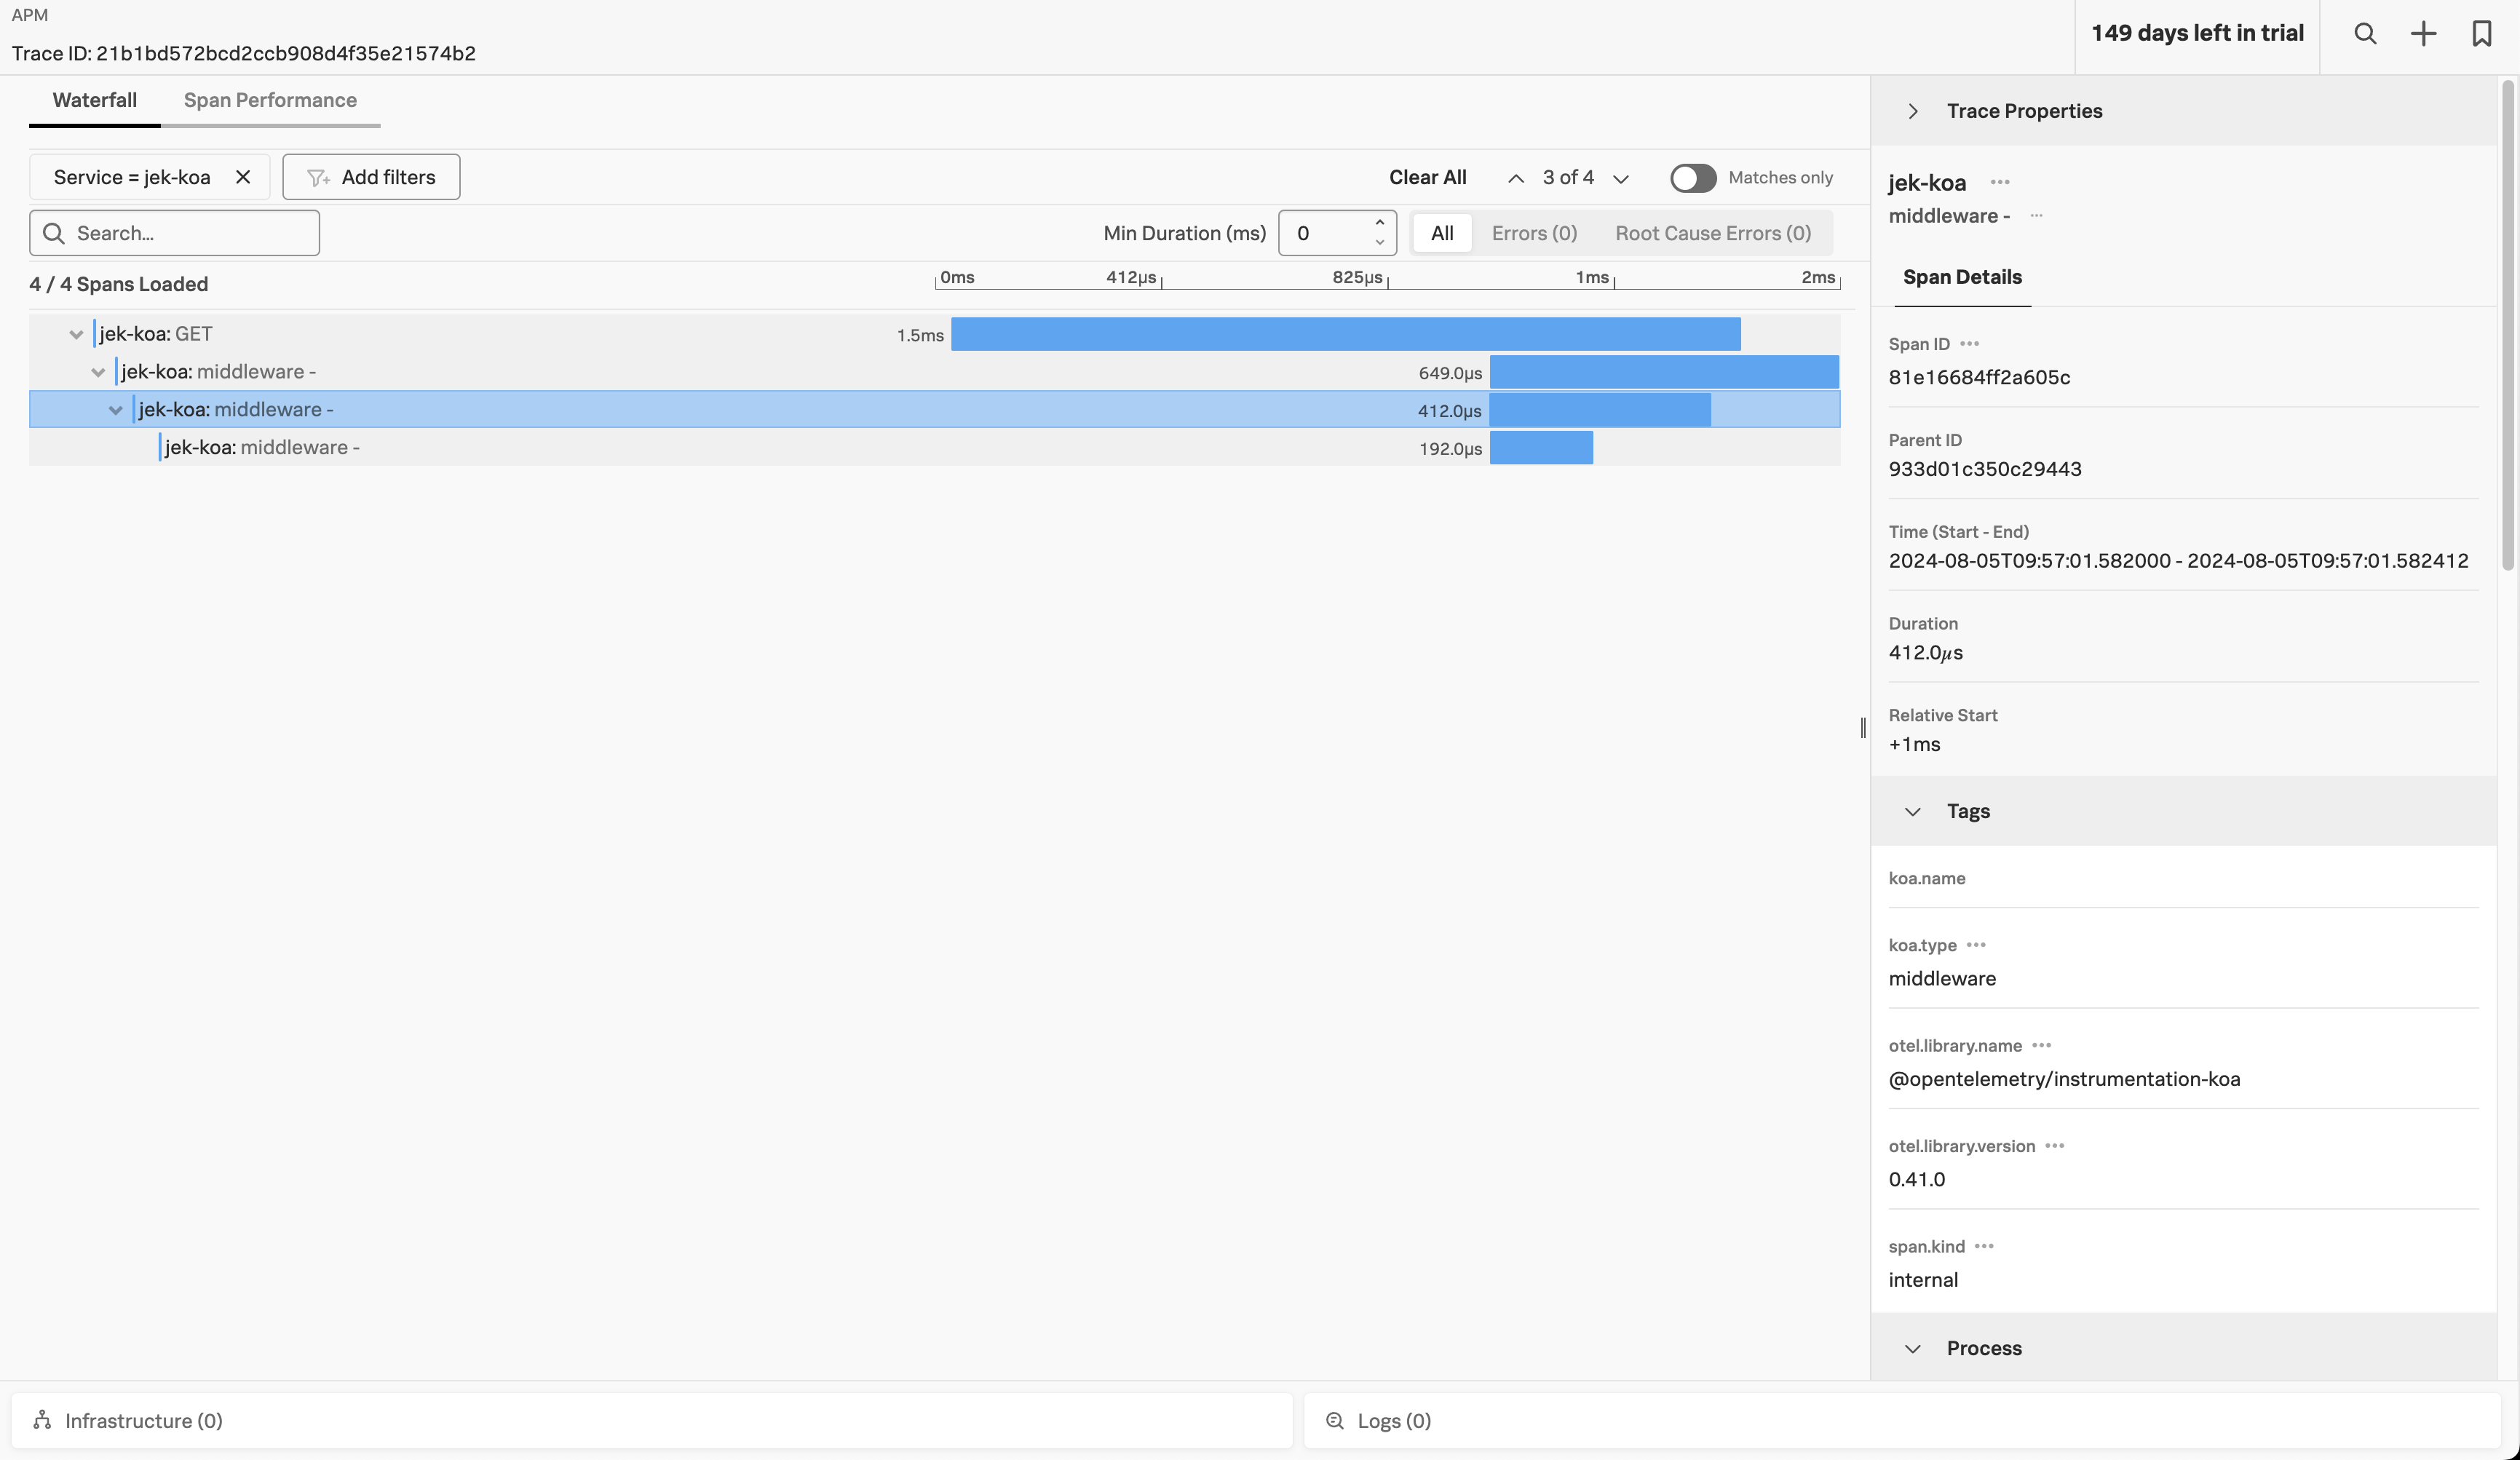 APM
Trace ID: 21b1bd572bcd2ccb908d4f35e21574b2
149 days left in trial
Waterfall
Span Performance
Service = jek-koa
Add filters
Clear All
3 of 4
Matches only
Search...
Min Duration (ms)
0
All
Errors (0)
Root Cause Errors (0)
4 / 4 Spans Loaded
0ms
412µs
825µs
1ms
2ms
jek-koa: GET
1.5ms
jek-koa: middleware -
649.0µs
jek-koa: middleware -
412.0µs
jek-koa: middleware -
192.0µs
Trace Properties
jek-koa
middleware -
Span Details
Span ID
81e16684ff2a605c
Parent ID
933d01c350c29443
Time (Start - End)
2024-08-05T09:57:01.582000 - 2024-08-05T09:57:01.582412
Duration
412.0µs
Relative Start
+1ms
Tags
koa.name
koa.type
middleware
otel.library.name
@opentelemetry/instrumentation-koa
otel.library.version
0.41.0
span.kind
internal
Process
Infrastructure (0)
Logs (0)